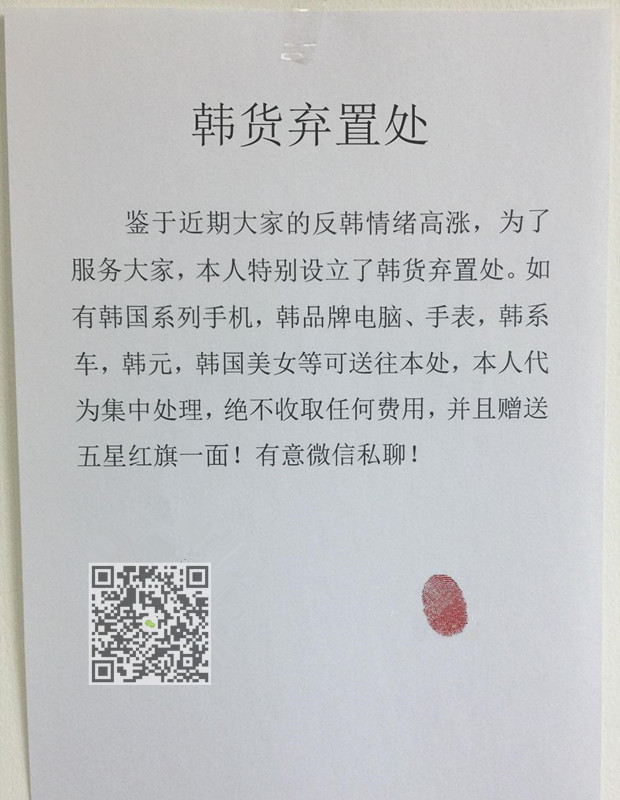 韩货弃置处
鉴于近期大家的反韩情绪高涨，为了
服务大家，本人特别设立了韩货弃置处。如
有韩国系列手机，韩品牌电脑、手表，韩系
车，韩元，韩国美女等可送往本处，本人代
为集中处理，绝不收取任何费用，并且赠送
五星红旗一面！有意微信私聊！